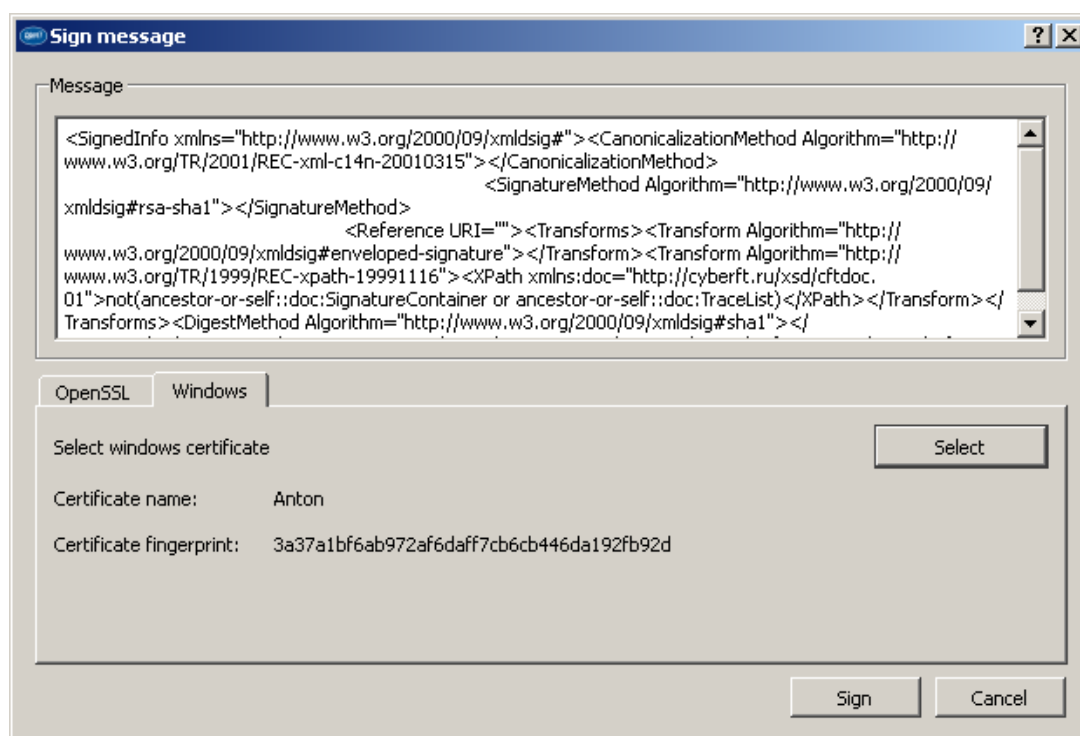 Sign message
Message
<SignedInfo xmlns="http://www.w3.org/2000/09/xmldsig#"><CanonicalizationMethod Algorithm="http://
www.w3.org/TR/2001/REC-xml-c14n-20010315"></CanonicalizationMethod>
<SignatureMethod Algorithm="http://www.w3.org/2000/09/
xmldsig#rsa-sha1"></SignatureMethod>
<Reference URI=""><Transforms><Transform Algorithm="http://
www.w3.org/2000/09/xmldsig#enveloped-signature"></Transform><Transform Algorithm="http://
www.w3.org/TR/1999/REC-xpath-19991116"><XPath xmlns:doc="http://cyberft.ru/xsd/cftdoc.
01">not(ancestor-or-self::doc:SignatureContainer or ancestor-or-self::doc:TraceList)</XPath></Transform></
Transforms><DigestMethod Algorithm="http://www.w3.org/2000/09/xmldsig#sha1"></
OpenSSL Windows
Select windows certificate Select
Certificate name: Anton
Certificate fingerprint: 3a37a1bf6ab972af6daff7cb6cb446da192fb92d
Sign Cancel